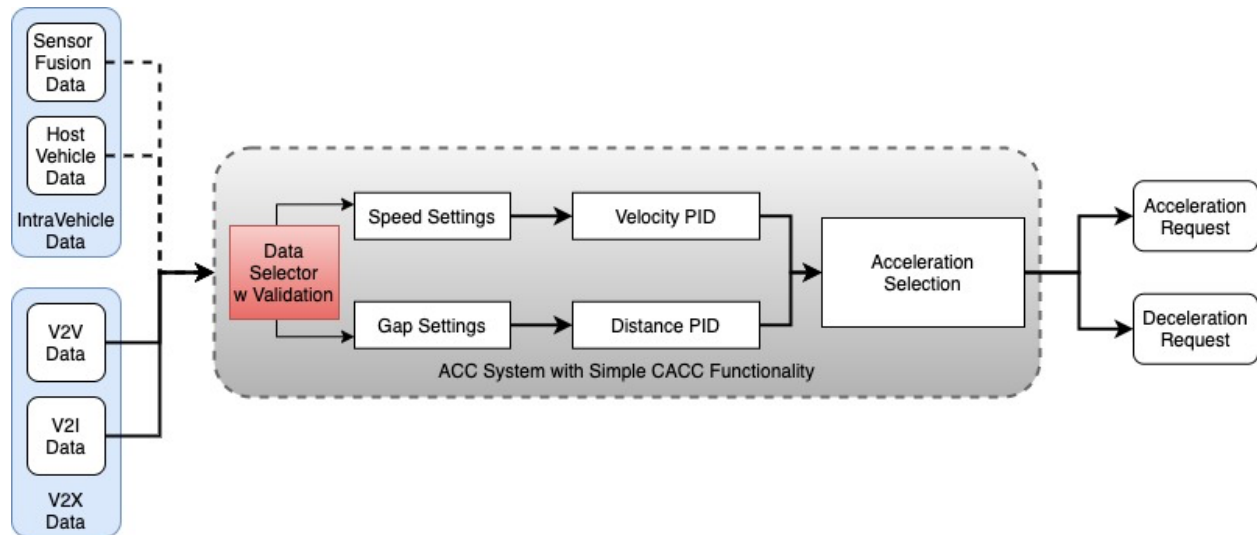 Sensor
Fusion
Data
Host
Vehicle
Data
IntraVehicle
Data
V2V
Data
V2I
Data
V2X
Data
Data
Selector
w Validation
Speed Settings
Velocity PID
Gap Settings
Distance PID
Acceleration
Selection
ACC System with Simple CACC Functionality
Acceleration
Request
Deceleration
Request